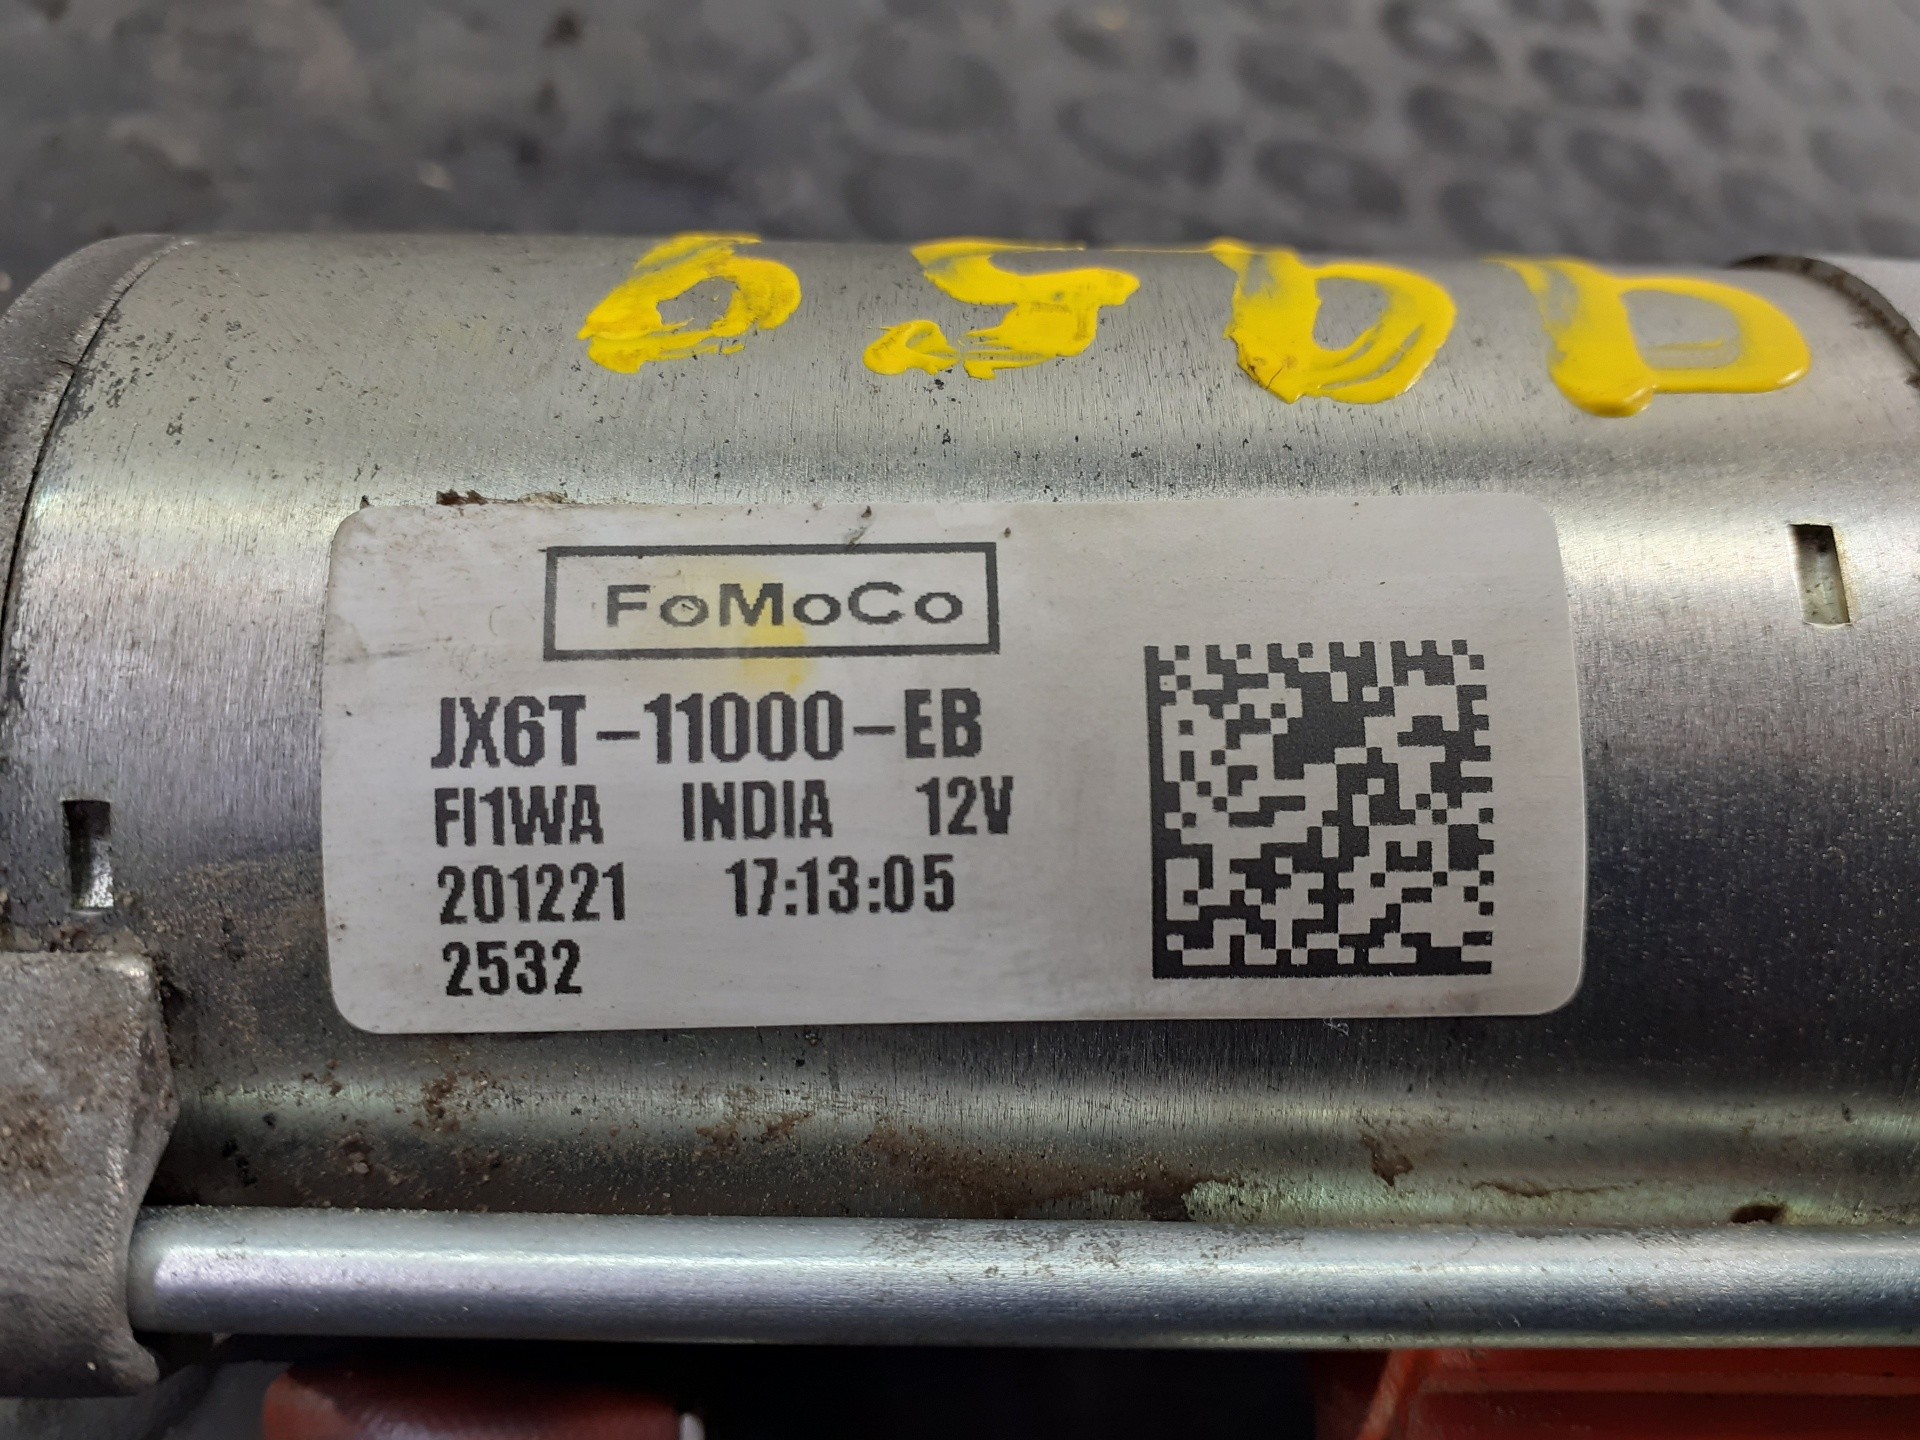 FoMoCo
JX6T-11000-EB
FI1WA INDIA 12V
201221 17:13:05
2532